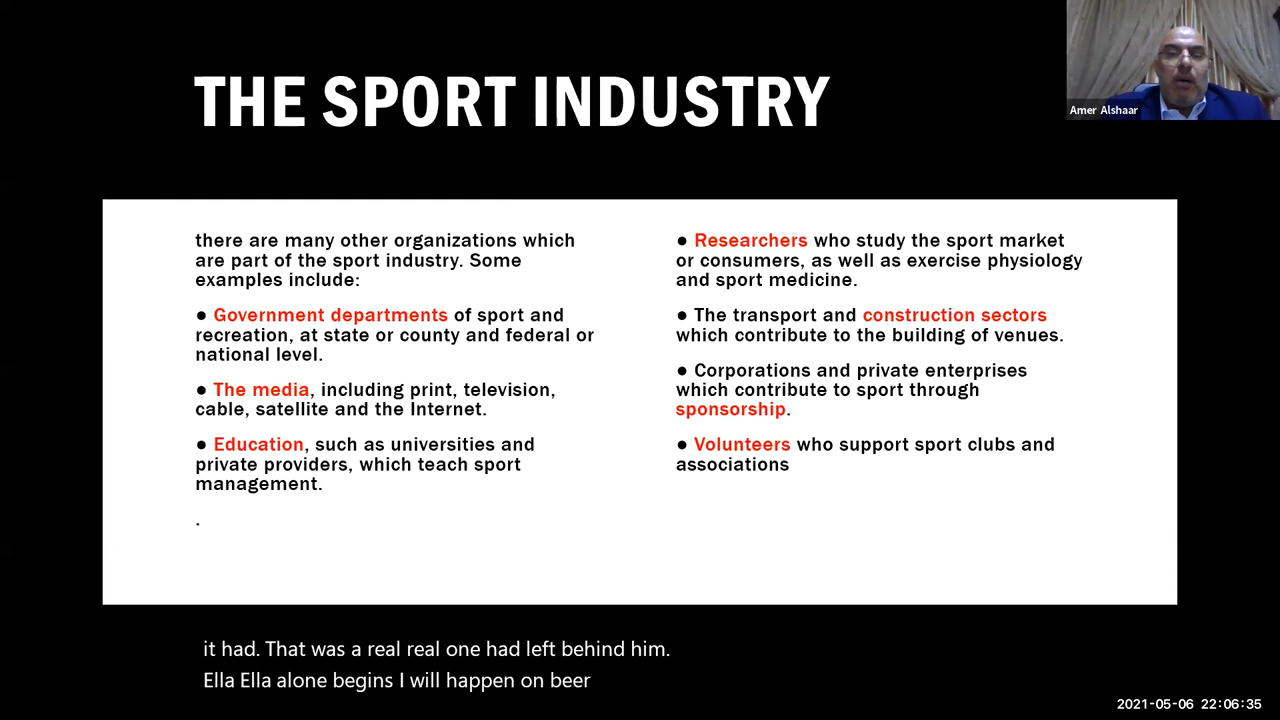 THE SPORT INDUSTRY
Amer Alshaar
there are many other organizations which
are part of the sport industry. Some
examples include:
● Government departments of sport and
recreation, at state or county and federal or
national level.
● The media, including print, television,
cable, satellite and the Internet.
● Education, such as universities and
private providers, which teach sport
management.
.
● Researchers who study the sport market
or consumers, as well as exercise physiology
and sport medicine.
● The transport and construction sectors
which contribute to the building of venues.
● Corporations and private enterprises
which contribute to sport through
sponsorship.
● Volunteers who support sport clubs and
associations
it had. That was a real real one had left behind him.
Ella Ella alone begins I will happen on beer
2021-05-06 22:06:35